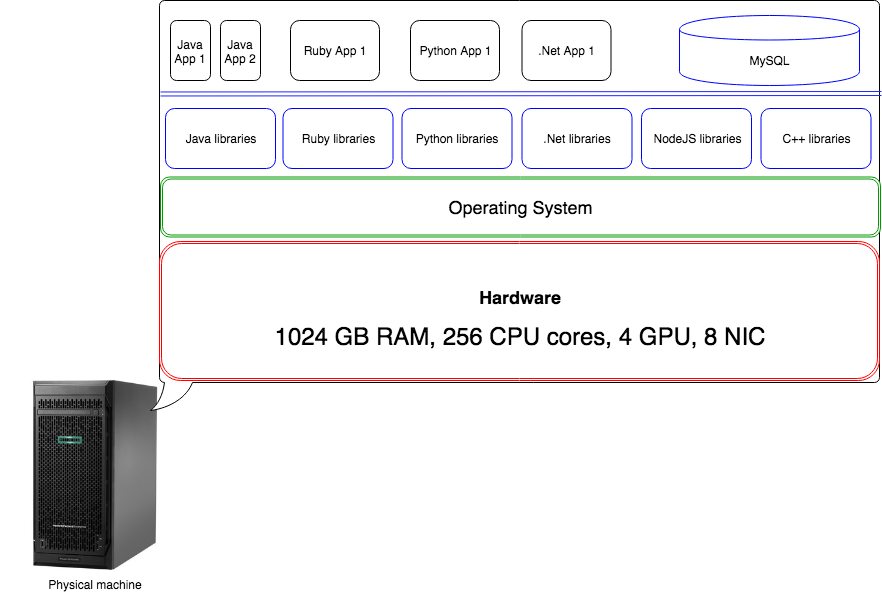 Java
App 1
Java
App 2
Ruby App 1
Python App 1
.Net App 1
MySQL
Java libraries
Ruby libraries
Python libraries
.Net libraries
NodeJS libraries
C++ libraries
Operating System
Hardware
1024 GB RAM, 256 CPU cores, 4 GPU, 8 NIC
Physical machine